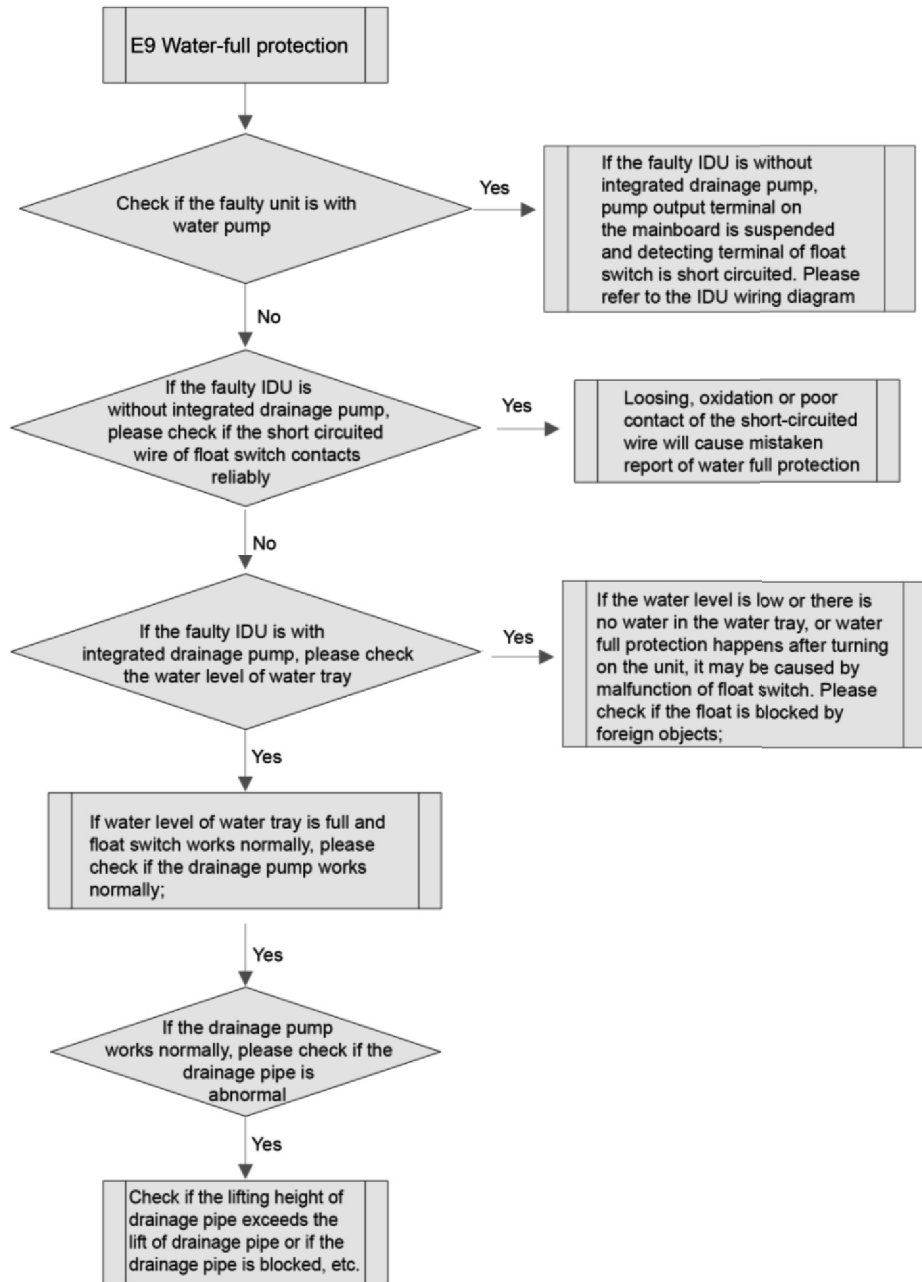 E9 Water-full protection
Check if the faulty unit is with
water pump
Yes
If the faulty IDU is without
integrated drainage pump,
pump output terminal on
the mainboard is suspended
and detecting terminal of float
switch is short circuited. Please
refer to the IDU wiring diagram
No
If the faulty IDU is
without integrated drainage pump,
please check if the short circuited
wire of float switch contacts
reliably
Yes
Loosing, oxidation or poor
contact of the short-circuited
wire will cause mistaken
report of water full protection
No
If the faulty IDU is with
integrated drainage pump, please check
the water level of water tray
Yes
If the water level is low or there is
no water in the water tray, or water
full protection happens after turning
on the unit, it may be caused by
malfunction of float switch. Please
check if the float is blocked by
foreign objects;
Yes
If water level of water tray is full and
float switch works normally, please
check if the drainage pump works
normally;
Yes
If the drainage pump
works normally, please check if the
drainage pipe is
abnormal
Yes
Check if the lifting height of
drainage pipe exceeds the
lift of drainage pipe or if the
drainage pipe is blocked, etc.